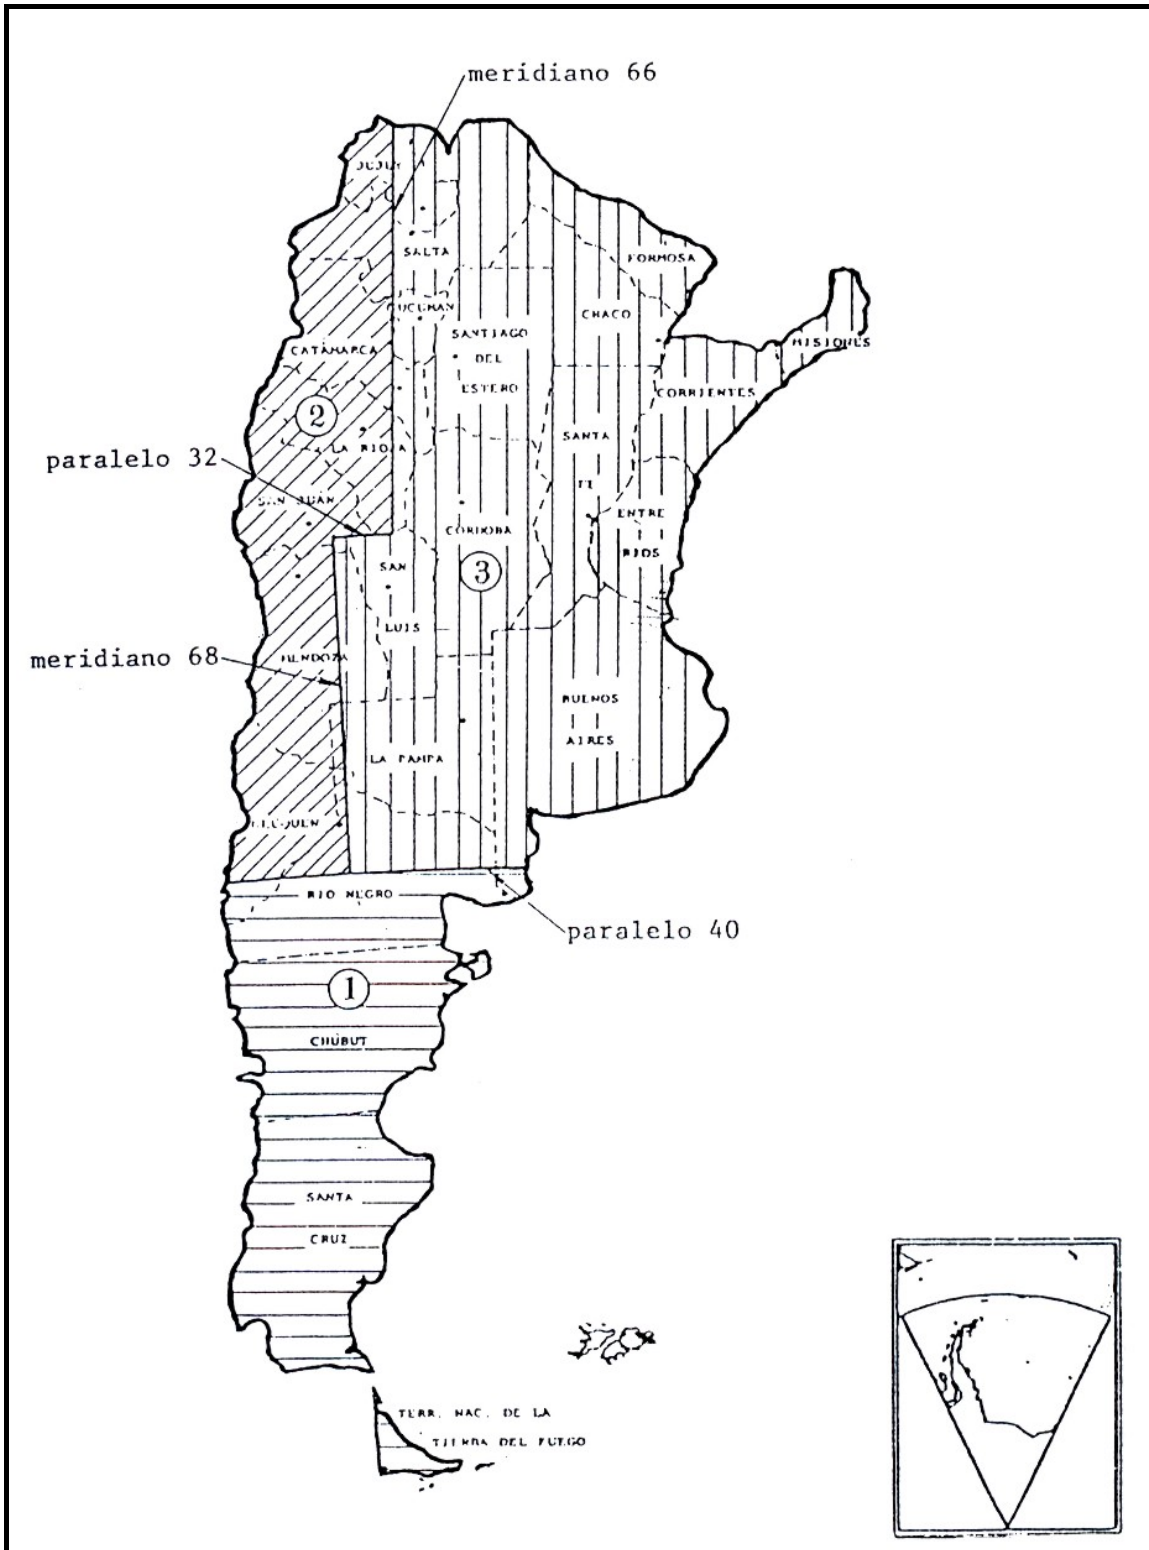 meridiano 66
JUJUY
SALTA
FORMOSA
TUCUMAN
CHACO
SANTIAGO
DEL
ESTERO
MISIONES
CATAMARCA
CORRIENTES
2
SANTA
FE
LA RIOJA
paralelo 32
SAN JUAN
ENTRE
RIOS
CORDOBA
SAN
LUIS
3
meridiano 68
MENDOZA
BUENOS
AIRES
LA PAMPA
NEUQUEN
RIO NEGRO
paralelo 40
1
CHUBUT
SANTA
CRUZ
TERR. NAC. DE LA
TIERRA DEL FUEGO